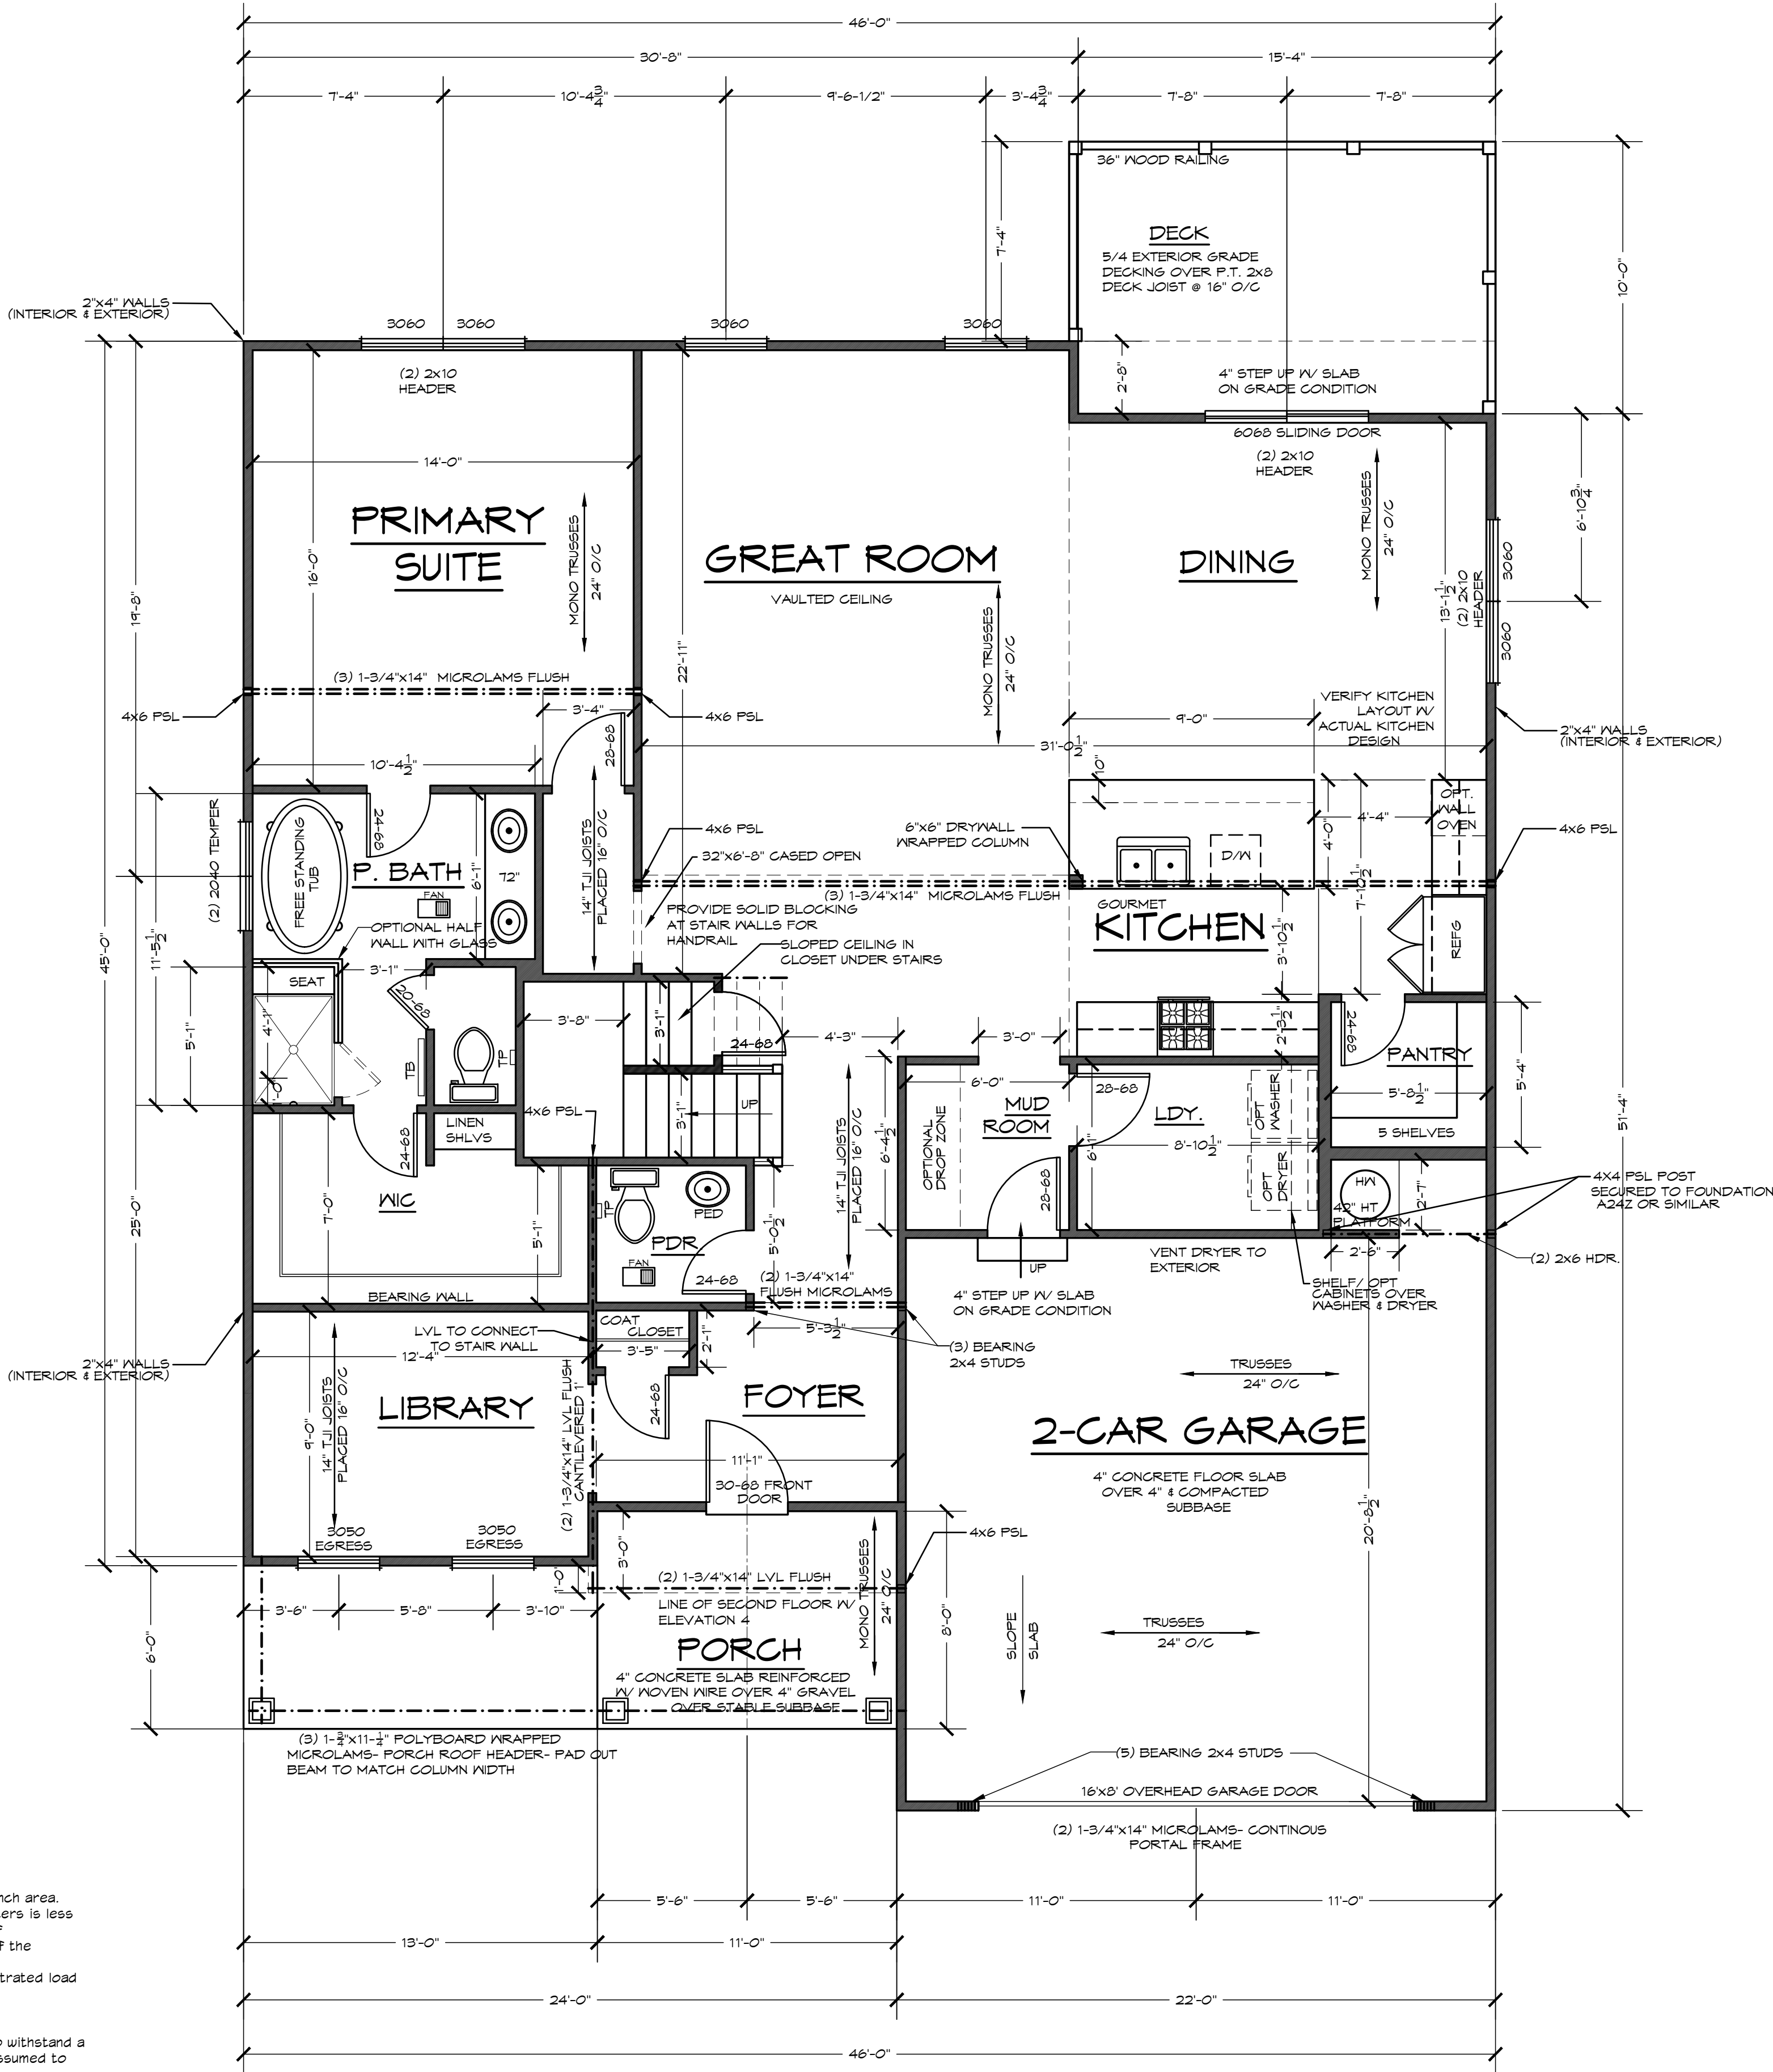 46'-0"
30'-8"
15'-4"
7'-4"
10'-4 3/4"
9'-6-1/2"
3'-4 3/4"
7'-8"
7'-8"
36" WOOD RAILING
DECK
5/4 EXTERIOR GRADE
DECKING OVER P.T. 2x8
DECK JOIST @ 16" O/C
7'-4"
10'-0"
2"x4" WALLS
(INTERIOR & EXTERIOR)
3060
3060
3060
3060
(2) 2x10
HEADER
2'-8"
4" STEP UP W/ SLAB
ON GRADE CONDITION
6068 SLIDING DOOR
(2) 2x10
HEADER
14'-0"
PRIMARY
SUITE
16'-0"
MONO TRUSSES
24" O/C
GREAT ROOM
VAULTED CEILING
MONO TRUSSES
24" O/C
22'-11"
DINING
MONO TRUSSES
24" O/C
13'-1 1/2"
(2) 2x10
HEADER
3060
3060
6'-10 3/4"
19'-8"
45'-0"
(3) 1-3/4"x14" MICROLAMS FLUSH
4x6 PSL
4x6 PSL
3'-4"
28-68
10'-4 1/2"
9'-0"
31'-0 1/2"
VERIFY KITCHEN
LAYOUT W/
ACTUAL KITCHEN
DESIGN
2"x4" WALLS
(INTERIOR & EXTERIOR)
10"
(2) 2040 TEMPER
FREE STANDING
TUB
24-68
P. BATH
FAN
6'-1"
72"
14" TJI JOISTS
PLACED 16" O/C
4x6 PSL
32"x6'-8" CASED OPEN
6"x6" DRYWALL
WRAPPED COLUMN
D/W
4'-0"
4'-4"
OPT.
WALL
OVEN
4x6 PSL
7'-10 1/2"
(3) 1-3/4"x14" MICROLAMS FLUSH
PROVIDE SOLID BLOCKING
AT STAIR WALLS FOR
HANDRAIL
GOURMET
KITCHEN
3'-10 1/2"
REFG
OPTIONAL HALF
WALL WITH GLASS
SLOPED CEILING IN
CLOSET UNDER STAIRS
11'-5 1/2"
5'-1"
SEAT
3'-1"
20-68
4'-1"
1'-0"
TB
TP
3'-8"
3'-1"
24-68
4'-3"
3'-0"
2'-3 1/2"
24-68
PANTRY
5'-8 1/2"
5'-4"
5 SHELVES
51'-4"
3'-1"
UP
4x6 PSL
LINEN
SHLVS
24-68
6'-0"
MUD
ROOM
OPTIONAL
DROP ZONE
28-68
LDY.
8'-10 1/2"
6'-1"
OPT
WASHER
OPT
DRYER
28-68
6'-4 1/2"
14" TJI JOISTS
PLACED 16" O/C
WIC
7'-0"
5'-1"
TP
PED
PDR
FAN
24-68
5'-0 1/2"
(2) 1-3/4"x14"
FLUSH MICROLAMS
WH
42" HT
PLATFORM
2'-7"
2'-6"
4X4 PSL POST
SECURED TO FOUNDATION
A24Z OR SIMILAR
(2) 2x6 HDR.
25'-0"
UP
VENT DRYER TO
EXTERIOR
4" STEP UP W/ SLAB
ON GRADE CONDITION
SHELF/ OPT
CABINETS OVER
WASHER & DRYER
BEARING WALL
LVL TO CONNECT
TO STAIR WALL
COAT
CLOSET
3'-5"
2'-1"
5'-3 1/2"
(3) BEARING
2x4 STUDS
2"x4" WALLS
(INTERIOR & EXTERIOR)
12'-4"
LIBRARY
9'-0"
14" TJI JOISTS
PLACED 16" O/C
(2) 1-3/4"x14" LVL FLUSH
CANTILEVERED 1'
24-68
FOYER
11'-1"
30-68 FRONT
DOOR
TRUSSES
24" O/C
2-CAR GARAGE
4" CONCRETE FLOOR SLAB
OVER 4" & COMPACTED
SUBBASE
20'-8 1/2"
3050
EGRESS
3050
EGRESS
3'-6"
5'-8"
3'-10"
1'-0"
3'-0"
MONO TRUSSES
24" O/C
4x6 PSL
(2) 1-3/4"x14" LVL FLUSH
LINE OF SECOND FLOOR W/
ELEVATION 4
8'-0"
6'-0"
PORCH
4" CONCRETE SLAB REINFORCED
W/ WOVEN WIRE OVER 4" GRAVEL
OVER STABLE SUBBASE
SLOPE
SLAB
TRUSSES
24" O/C
(3) 1-3/4"x11-1/4" POLYBOARD WRAPPED
MICROLAMS- PORCH ROOF HEADER- PAD OUT
BEAM TO MATCH COLUMN WIDTH
(5) BEARING 2x4 STUDS
16'x8' OVERHEAD GARAGE DOOR
(2) 1-3/4"x14" MICROLAMS- CONTINOUS
PORTAL FRAME
5'-6"
5'-6"
11'-0"
11'-0"
13'-0"
11'-0"
24'-0"
22'-0"
46'-0"
nch area.
ers is less
f the
trated load
withstand a
ssumed to